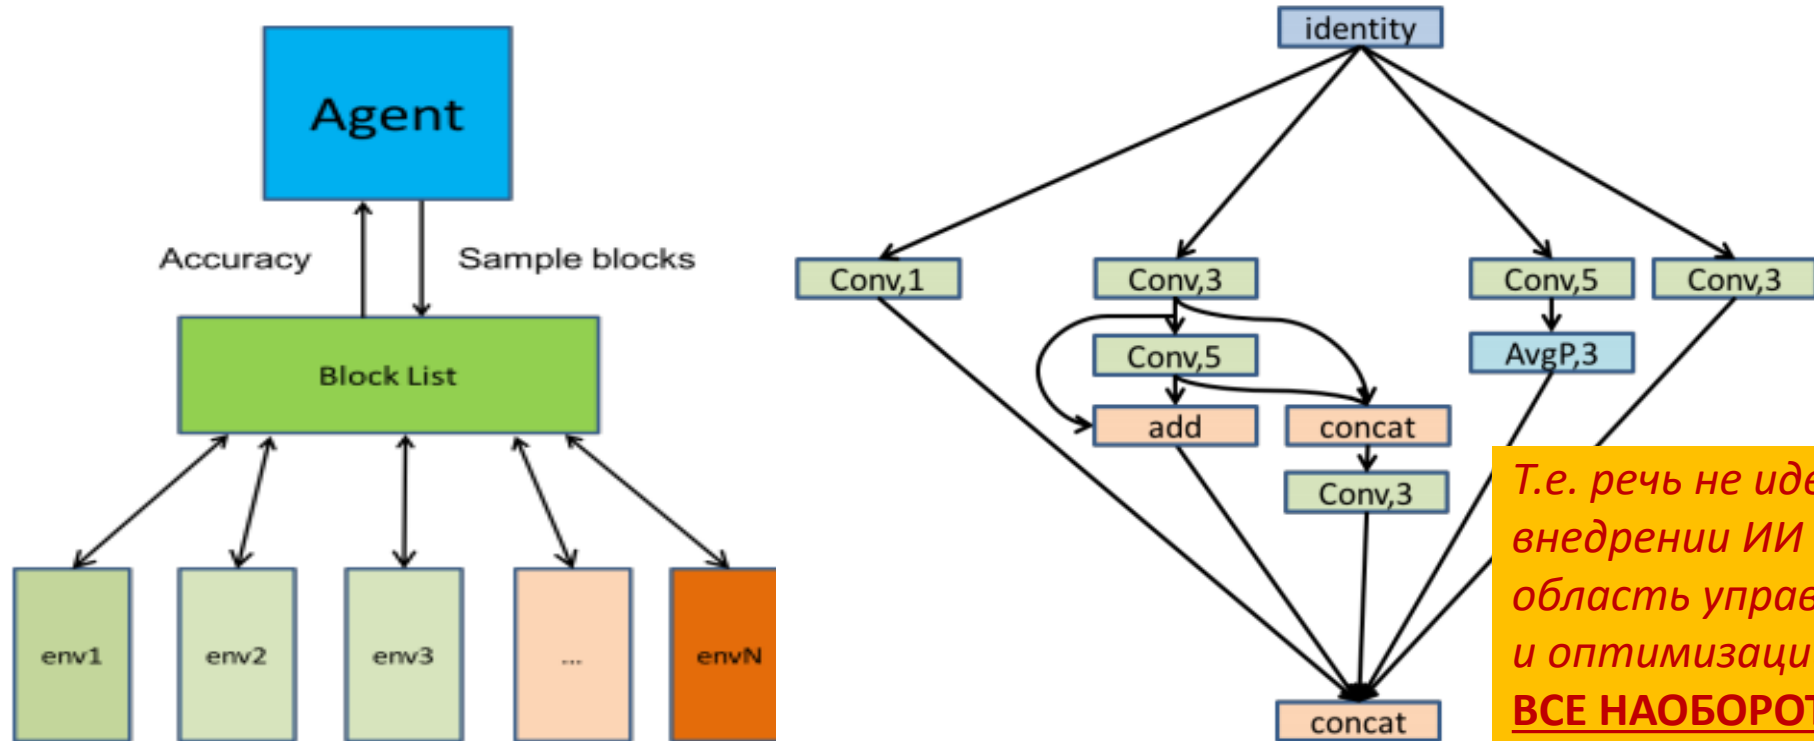 Agent
Accuracy
Sample blocks
Block List
env1
env2
env3
...
envN
identity
Conv,1
Conv,3
Conv,5
Conv,3
Conv,5
AvgP,3
add
concat
Conv,3
concat
Т.е. речь не иде
внедрении ИИ
область управ
и оптимизаци
ВСЕ НАОБОРОТ